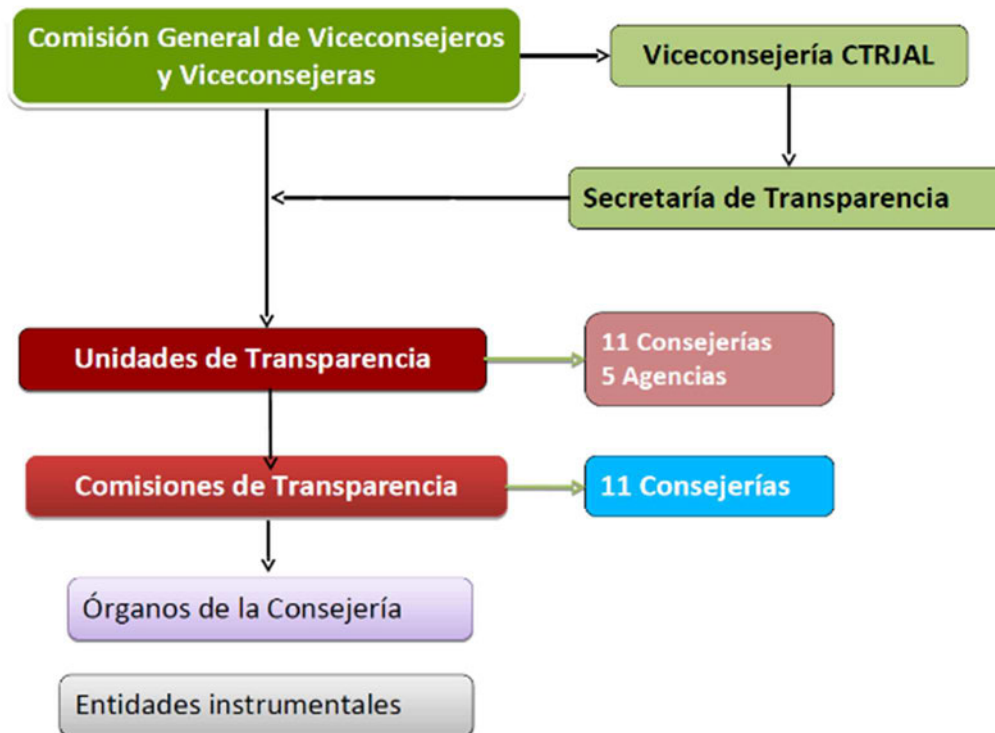 Comisión General de Viceconsejeros
y Viceconsejeras
Viceconsejería CTRJAL
Secretaría de Transparencia
Unidades de Transparencia
11 Consejerías
5 Agencias
Comisiones de Transparencia
11 Consejerías
Órganos de la Consejería
Entidades instrumentales